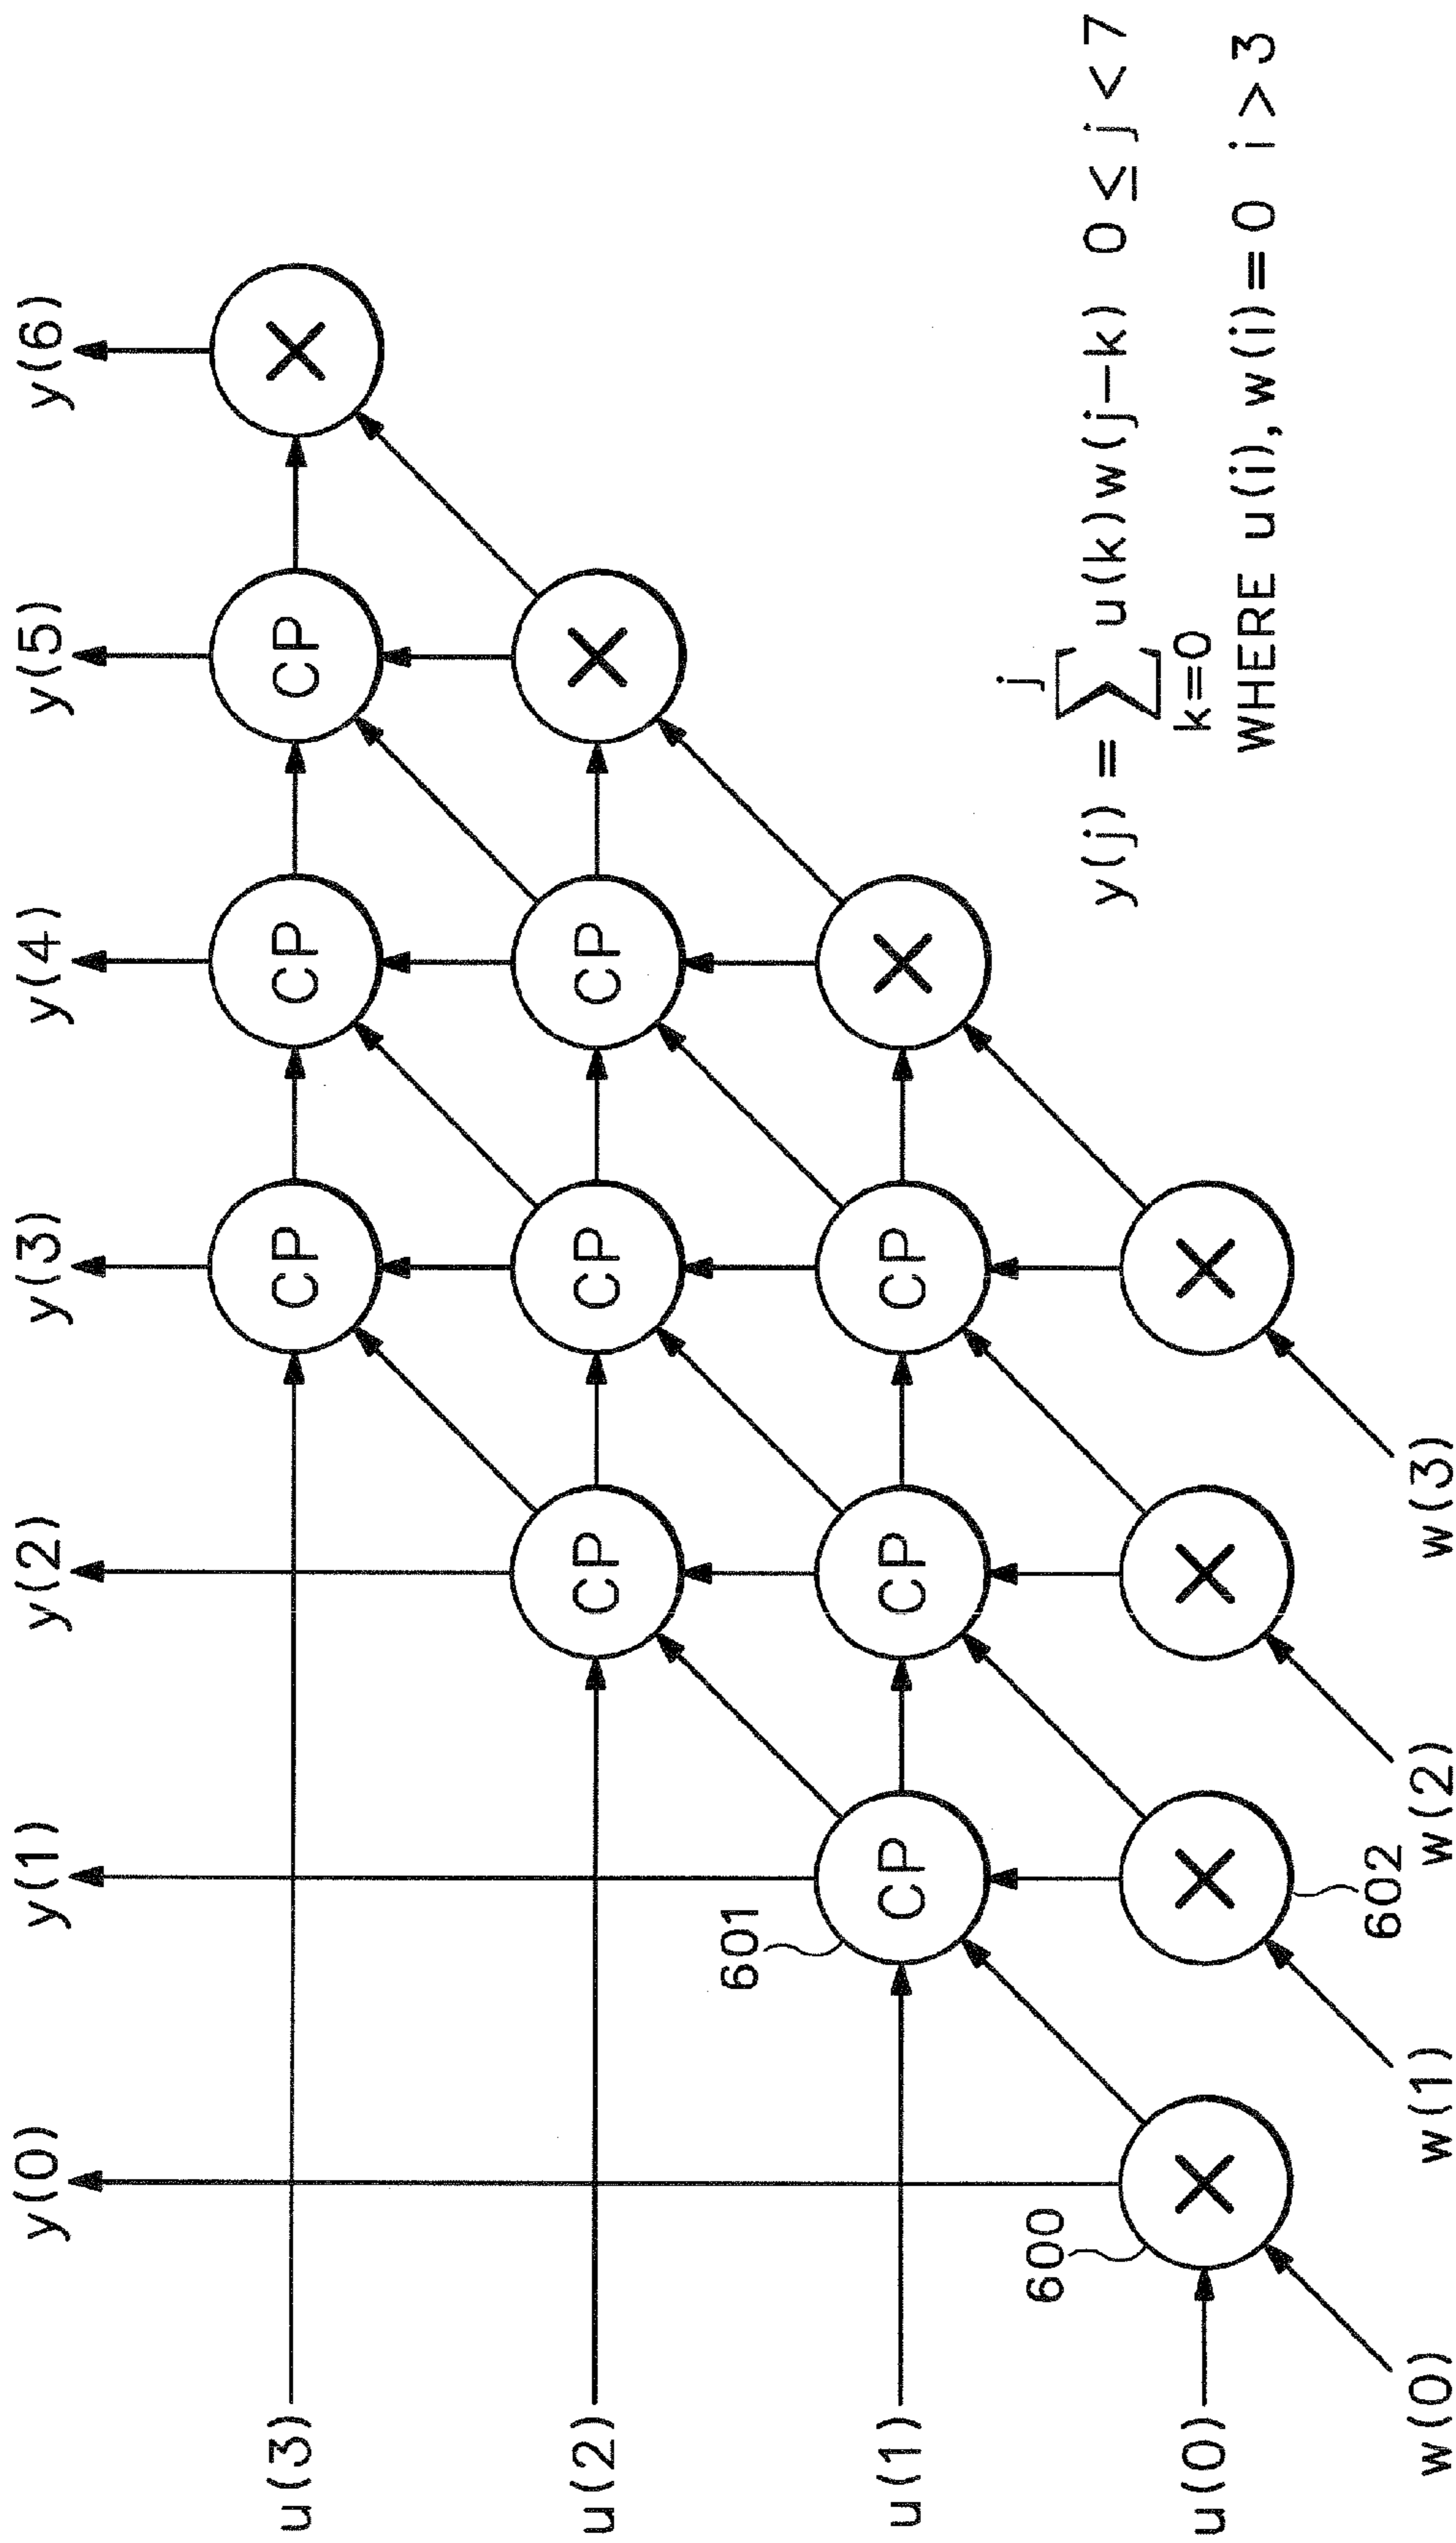 y(0) y(1) y(2) y(3) y(4) y(5) y(6)
u(3) CP CP CP ×
u(2) CP CP CP ×
601
u(1) CP CP CP ×
600
u(0) × × × ×
602
w(0) w(1) w(2) w(3)
j
y(j) = ∑ u(k)w(j−k) 0 ≤ j < 7
k=0
WHERE u(i), w(i)=0 i > 3